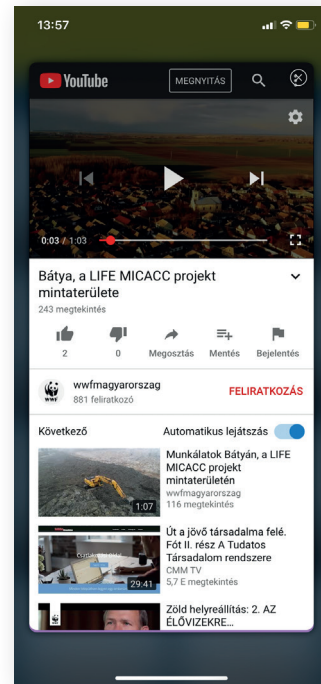 13:57
YouTube
MEGNYITÁS
0:03 / 1:03
Bátya, a LIFE MICACC projekt
mintaterülete
243 megtekintés
2
0
Megosztás
Mentés
Bejelentés
WWF
wwfmagyarorszag
881 feliratkozó
FELIRATKOZÁS
Következő
Automatikus lejátszás
1:07
Munkálatok Bátyán, a LIFE
MICACC projekt
mintaterületén
wwfmagyarorszag
116 megtekintés
29:41
Út a jövő társadalma felé.
Fót II. rész A Tudatos
Társadalom rendszere
CMM TV
5,7 E megtekintés
Zöld helyreállítás: 2. AZ
ÉLŐVIZEKRE...